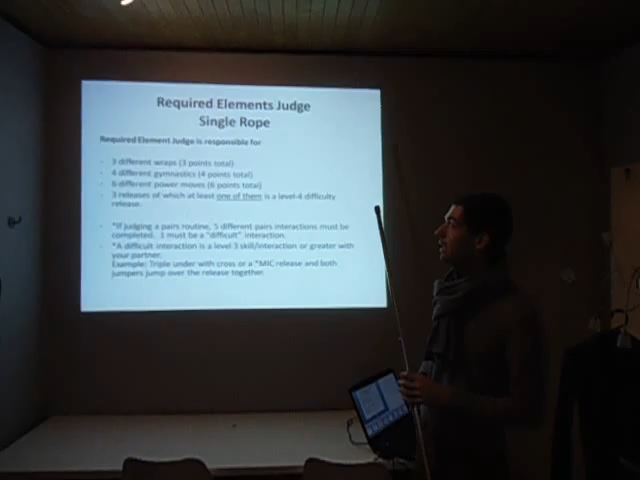 Required Elements Judge
Single Rope
Required Element Judge is responsible for
- 3 different wraps (3 points total)
- 4 different gymnastics (4 points total)
- 6 different power moves (6 points total)
- 3 releases of which at least one of them is a level-4 difficulty
release.
- *If judging a pairs routine, 5 different pairs interactions must be
completed. 1 must be a "difficult" interaction.
- *A difficult interaction is a level 3 skill/interaction or greater with
your partner.
Example: Triple under with cross or a "MIC release and both
jumpers jump over the release together.